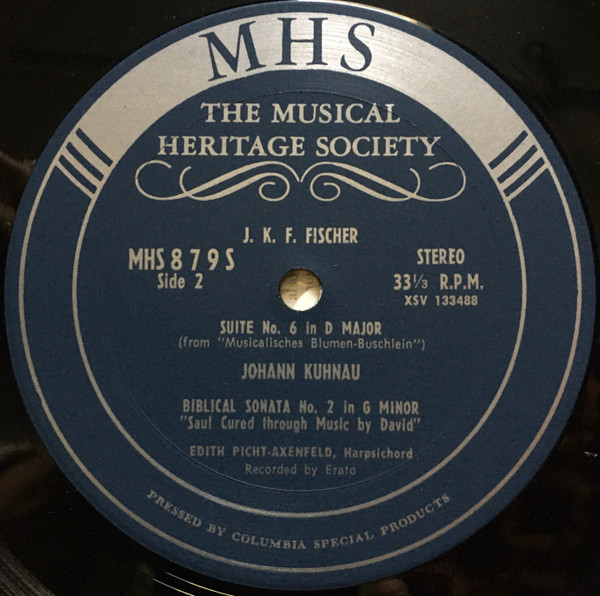 MHS
THE MUSICAL
HERITAGE SOCIETY
J. K. F. FISCHER
MHS 879 S
Side 2
STEREO
33⅓ R.P.M.
XSV 133488
SUITE No. 6 in D MAJOR
(from "Musicalisches Blumen-Buschlein")
JOHANN KUHNAU
BIBLICAL SONATA No. 2 in G MINOR
"Saul Cured through Music by David"
EDITH PICHT-AXENFELD, Harpsichord
Recorded by Erato
PRESSED BY COLUMBIA SPECIAL PRODUCTS